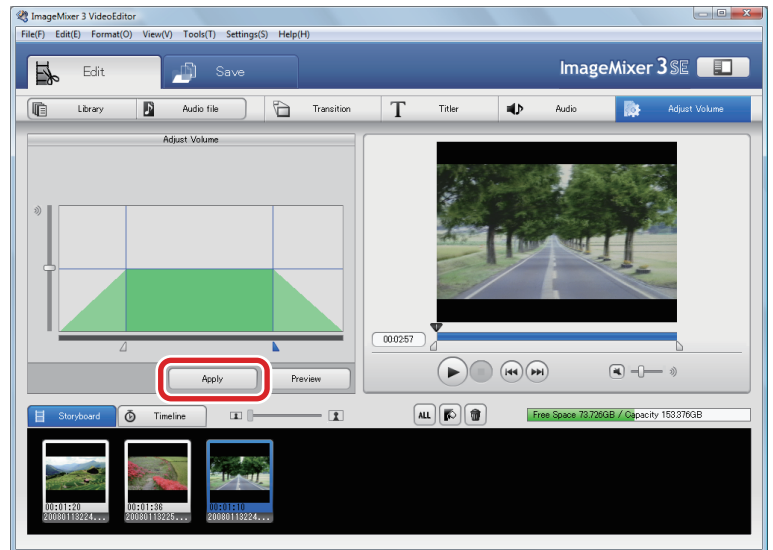 ImageMixer 3 VideoEditor
File(F) Edit(E) Format(O) View(V) Tools(T) Settings(S) Help(H)
Edit Save ImageMixer 3 SE
Library Audio file Transition T Titler Audio Adjust Volume
Adjust Volume
00:02:57
Apply Preview
Storyboard Timeline ALL Free Space 73.726GB / Capacity 153.376GB
00:01:20 00:01:36 00:01:10
20080113224... 20080113225... 20080113224...